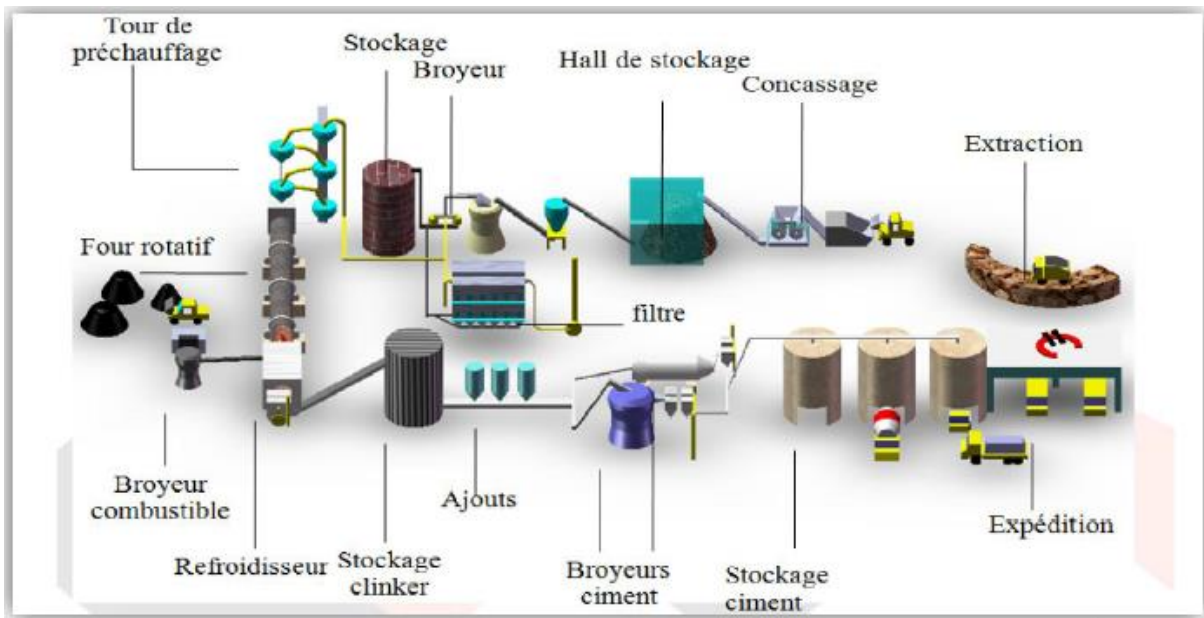 Tour de
préchauffage
Stockage
Broyeur
Hall de stockage
Concassage
Extraction
Four rotatif
filtre
Broyeur
combustible
Refroidisseur
Stockage
clinker
Ajouts
Broyeurs
ciment
Stockage
ciment
Expédition